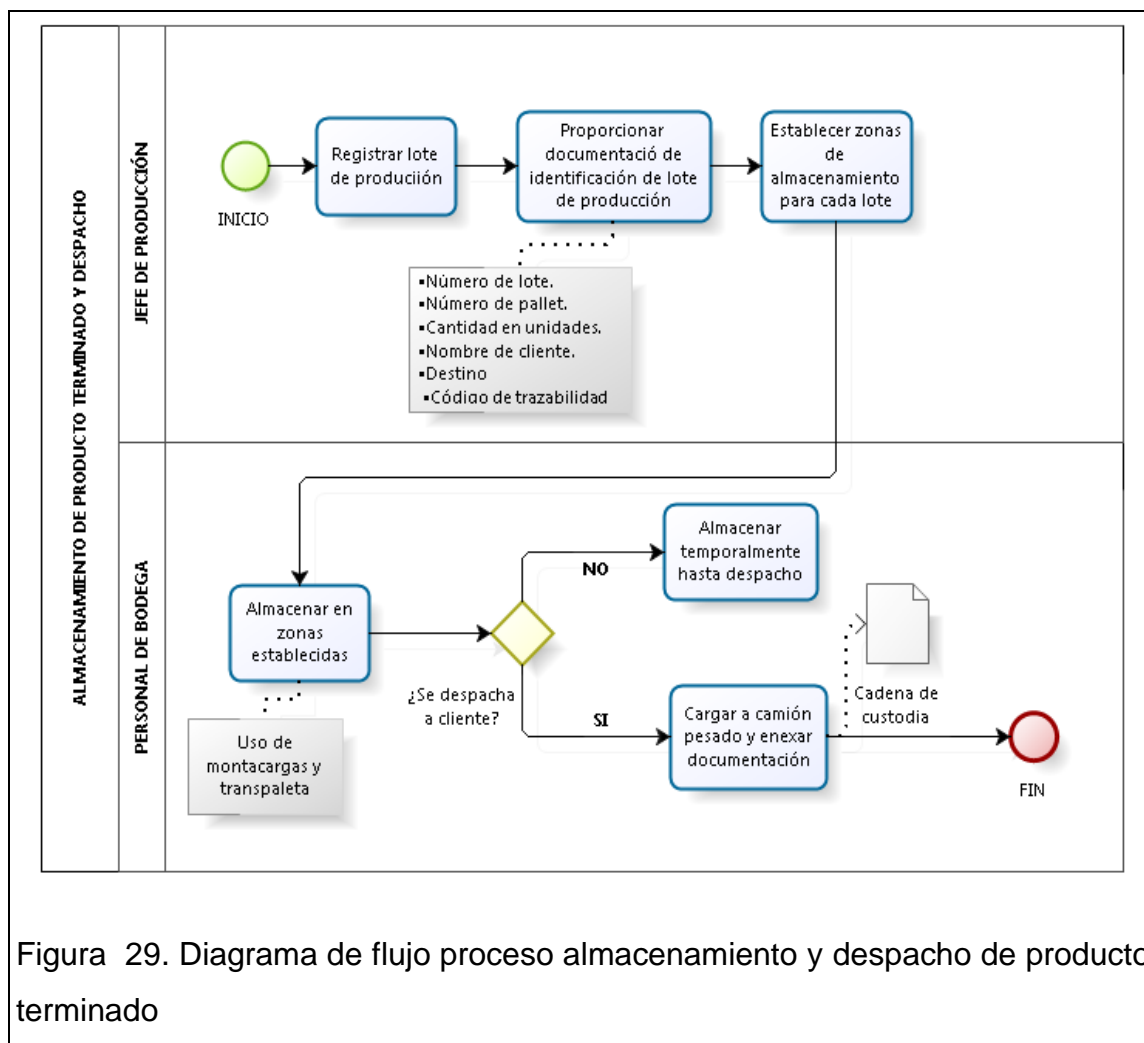 ALMACENAMIENTO DE PRODUCTO TERMINADO Y DESPACHO
JEFE DE PRODUCCIÓN
INICIO
Registrar lote
de produciión
Proporcionar
documentació de
identificación de lote
de producción
Establecer zonas
de
almacenamiento
para cada lote
▪Número de lote.
▪Número de pallet.
▪Cantidad en unidades.
▪Nombre de cliente.
▪Destino
▪Código de trazabilidad
PERSONAL DE BODEGA
Almacenar en
zonas
establecidas
Uso de
montacargas y
transpaleta
¿Se despacha
a cliente?
NO
Almacenar
temporalmente
hasta despacho
SI
Cargar a camión
pesado y enexar
documentación
Cadena de
custodia
FIN
Figura 29. Diagrama de flujo proceso almacenamiento y despacho de producto
terminado